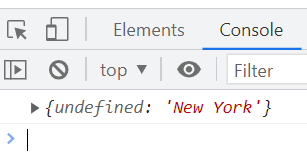 Elements Console
top Filter
{undefined: 'New York'}